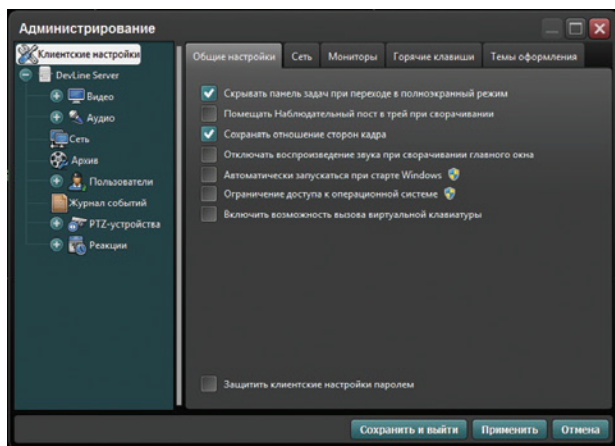 Администрирование
Клиентские настройки
DevLine Server
Видео
Аудио
Сеть
Архив
Пользователи
Журнал событий
PTZ-устройства
Реакции
Общие настройки Сеть Мониторы Горячие клавиши Темы оформления
Скрывать панель задач при переходе в полноэкранный режим
Помещать Наблюдательный пост в трей при сворачивании
Сохранять отношение сторон кадра
Отключать воспроизведение звука при сворачивании главного окна
Автоматически запускаться при старте Windows
Ограничение доступа к операционной системе
Включить возможность вызова виртуальной клавиатуры
Защитить клиентские настройки паролем
Сохранить и выйти Применить Отмена